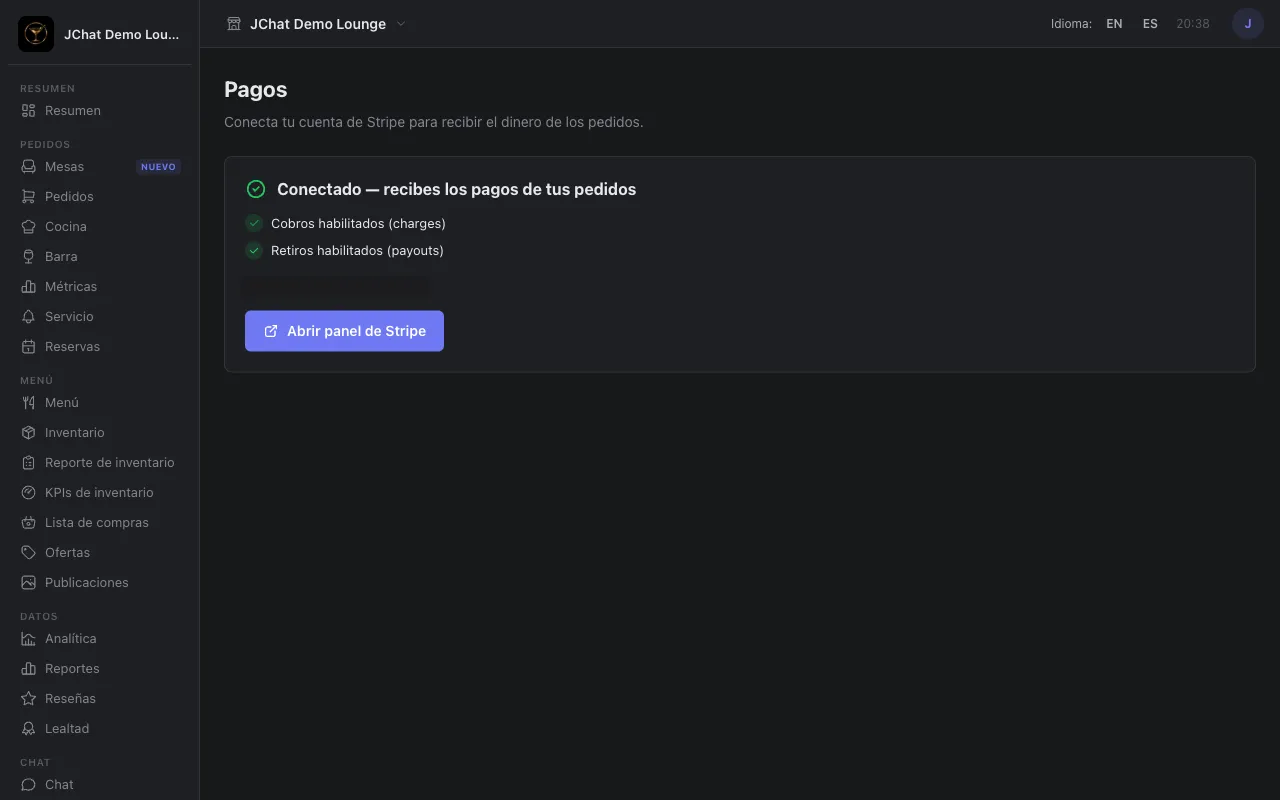 JChat Demo Lou...
JChat Demo Lounge
Idioma: EN ES 20:38 J
RESUMEN
Resumen
PEDIDOS
Mesas NUEVO
Pedidos
Cocina
Barra
Métricas
Servicio
Reservas
MENÚ
Menú
Inventario
Reporte de inventario
KPIs de inventario
Lista de compras
Ofertas
Publicaciones
DATOS
Analítica
Reportes
Reseñas
Lealtad
CHAT
Chat
Pagos
Conecta tu cuenta de Stripe para recibir el dinero de los pedidos.
Conectado — recibes los pagos de tus pedidos
Cobros habilitados (charges)
Retiros habilitados (payouts)
Abrir panel de Stripe